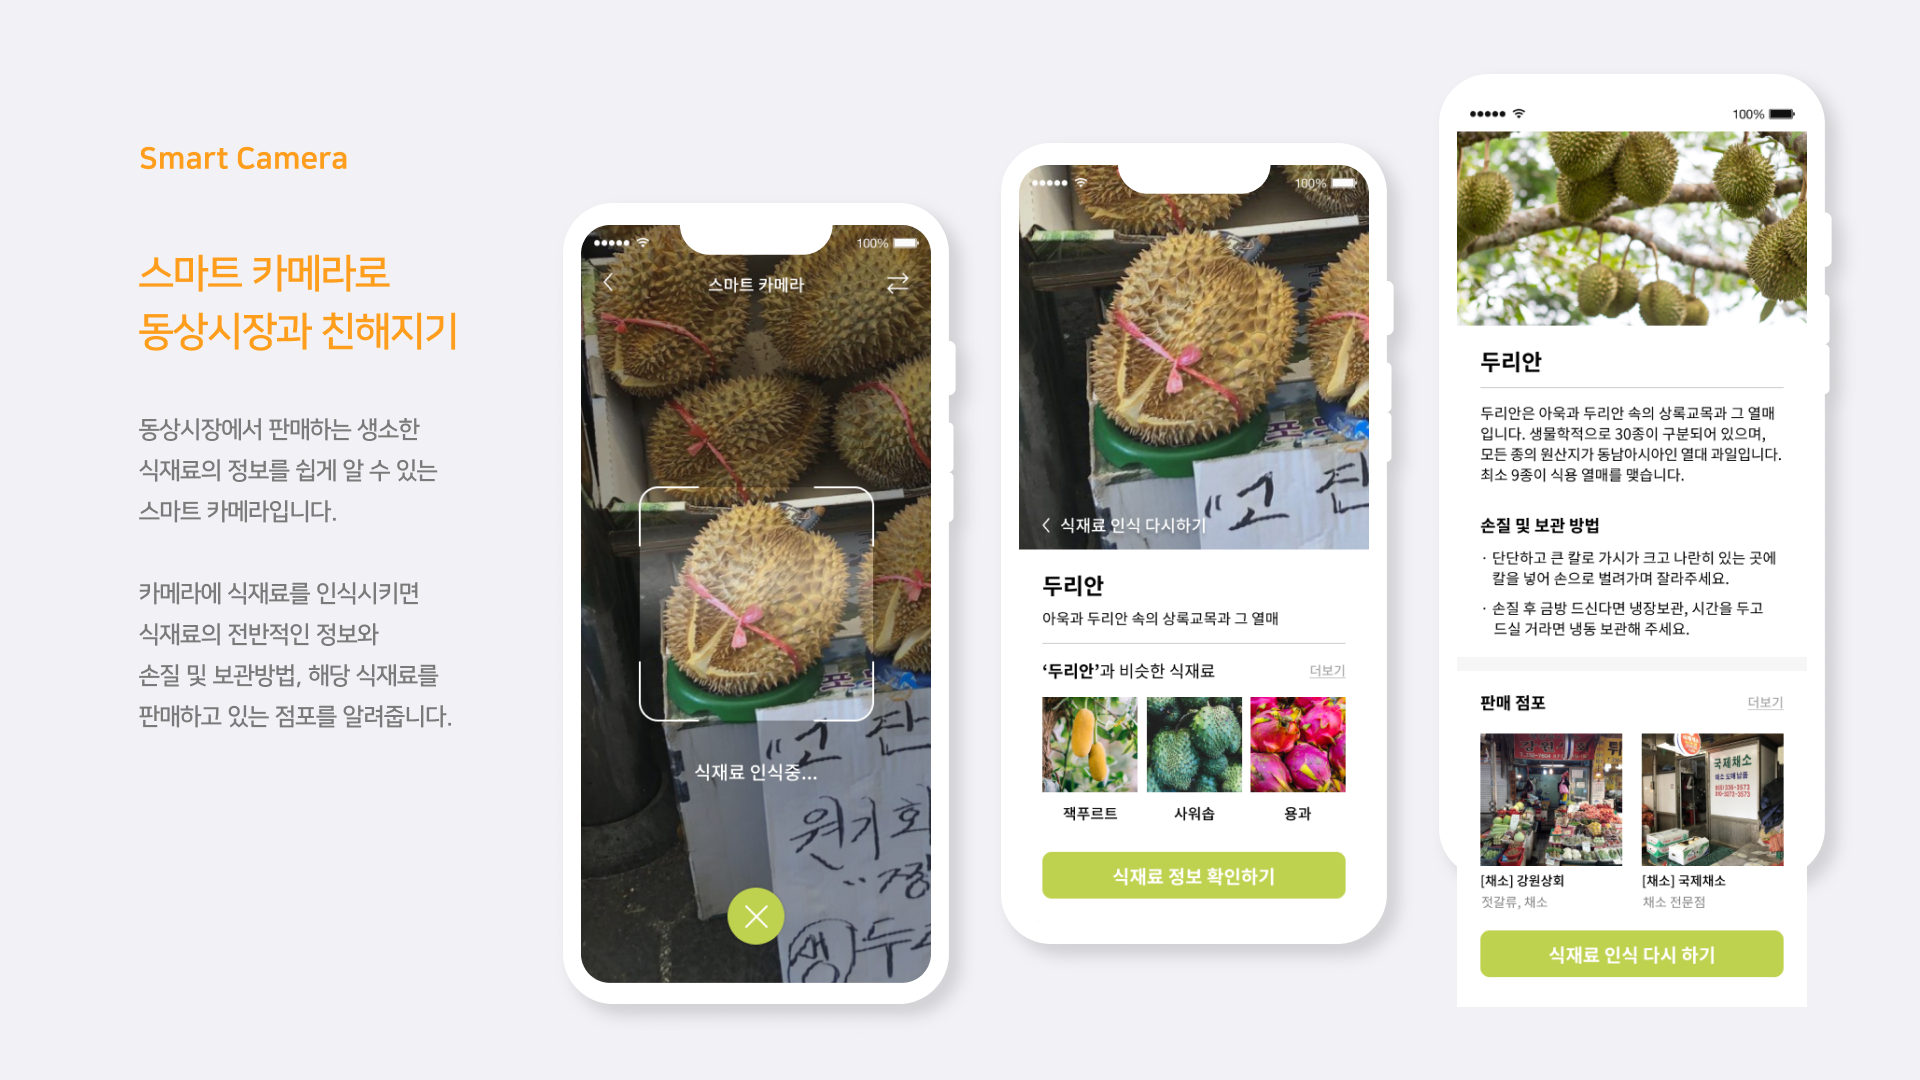 Smart Camera
스마트 카메라로
동상시장과 친해지기
동상시장에서 판매하는 생소한
식재료의 정보를 쉽게 알 수 있는
스마트 카메라입니다.
카메라에 식재료를 인식시키면
식재료의 전반적인 정보와
손질 및 보관방법, 해당 식재료를
판매하고 있는 점포를 알려줍니다.
100%
스마트 카메라
"고
식재료 인식중...
원기회
생 두리
100%
"고
식재료 인식 다시하기
두리안
아욱과 두리안 속의 상록교목과 그 열매
‘두리안’과 비슷한 식재료
더보기
잭푸르트
사워솝
용과
식재료 정보 확인하기
100%
두리안
두리안은 아욱과 두리안 속의 상록교목과 그 열매
입니다. 생물학적으로 30종이 구분되어 있으며,
모든 종의 원산지가 동남아시아인 열대 과일입니다.
최소 9종이 식용 열매를 맺습니다.
손질 및 보관 방법
· 단단하고 큰 칼로 가시가 크고 나란히 있는 곳에
칼을 넣어 손으로 벌려가며 잘라주세요.
· 손질 후 금방 드신다면 냉장보관, 시간을 두고
드실 거라면 냉동 보관해 주세요.
판매 점포
더보기
국제채소
[채소] 강원상회
젓갈류, 채소
[채소] 국제채소
채소 전문점
식재료 인식 다시 하기